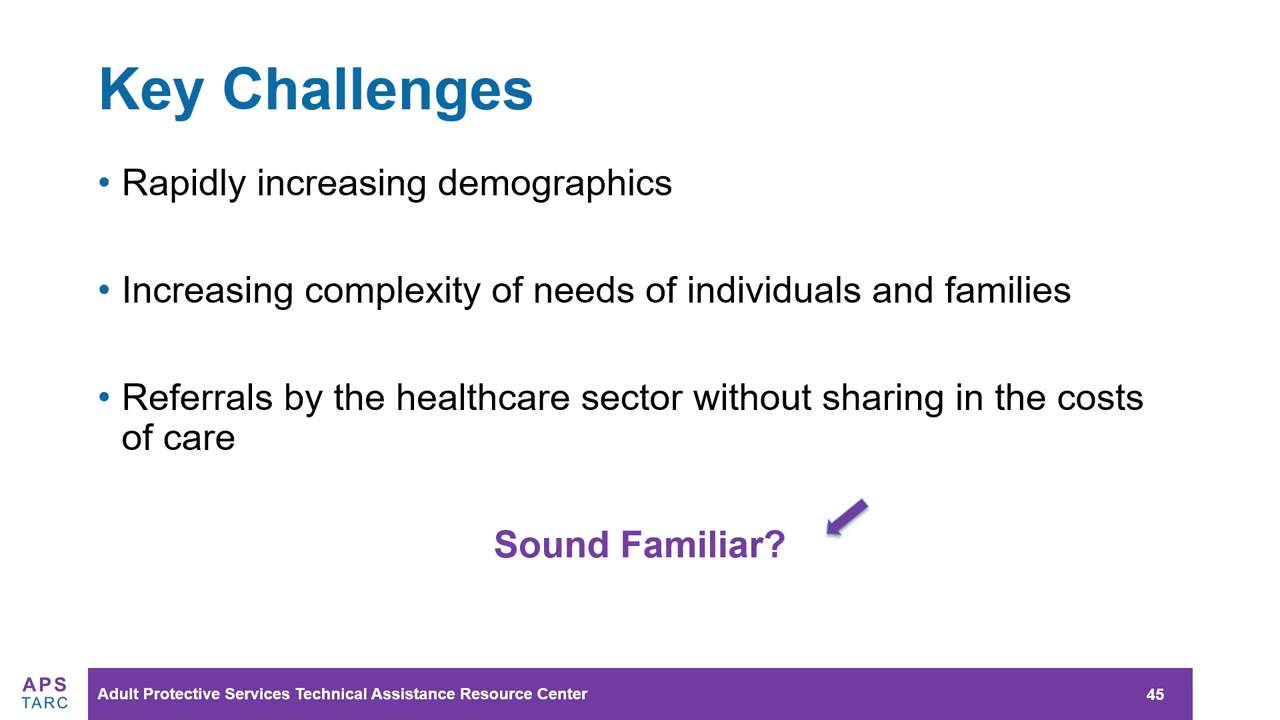 Key Challenges
• Rapidly increasing demographics
• Increasing complexity of needs of individuals and families
• Referrals by the healthcare sector without sharing in the costs
of care
Sound Familiar?
APS
TARC
Adult Protective Services Technical Assistance Resource Center
45